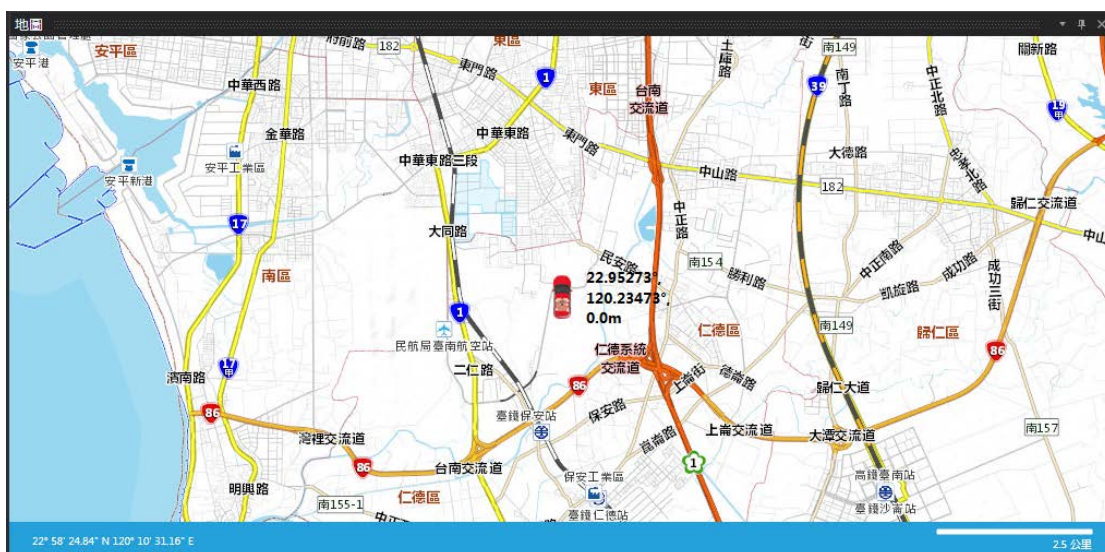 地圖
安平港
安平區
府前路
182
東區
東門路
1
東區
台南
交流道
土庫路
南149
39
南丁路
中正北路
關新路
19
甲
中華西路
金華路
中華東路
安平工業區
中華東路三段
東門路
大德路
中山路
182
安平新港
歸仁交流道
中山
17
大同路
中正路
民安路
南154
勝利路
中正南路
成功路
凱旋路
成功三街
南區
22.95273°,
120.23473°,
0.0m
1
民航局臺南航空站
仁德區
南149
歸仁區
86
仁德系統
交流道
17
甲
濱南路
二仁路
86
上崙街
德崙路
歸仁大道
86
臺鐵保安站
保安路
崑崙路
上崙交流道
大潭交流道
南157
灣裡交流道
86
台南交流道
1
高鐵臺南站
保安工業區
明興路
南155-1
仁德區
臺鐵仁德站
臺鐵沙崙站
22° 58' 24.84" N 120° 10' 31.16" E
2.5 公里